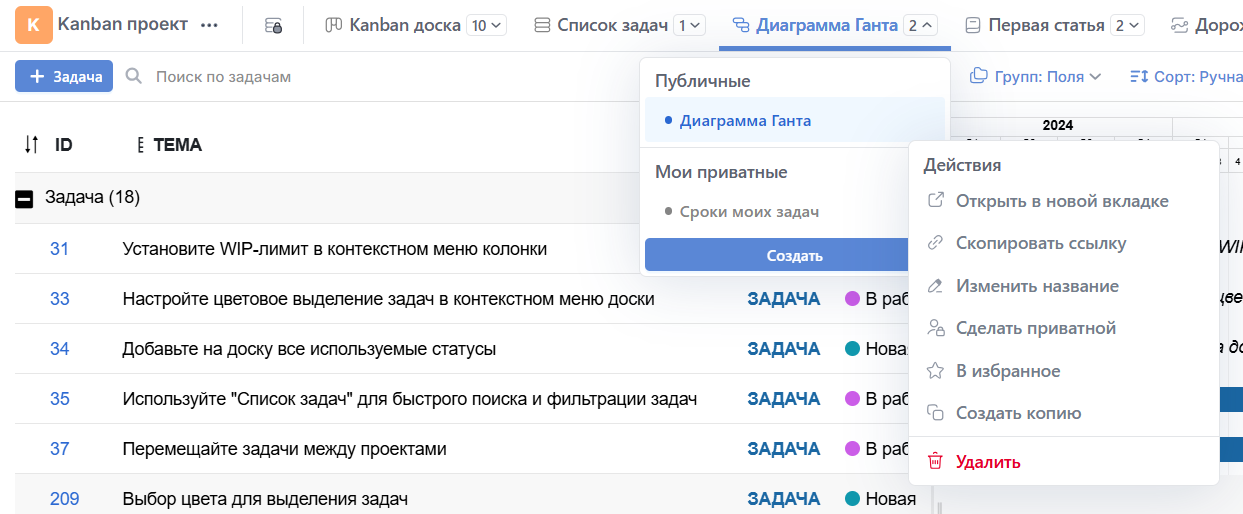 К Kanban проект ... Kanban доска 10 Список задач 1 Диаграмма Ганта 2 Первая статья 2
+ Задача Поиск по задачам Групп: Поля
Публичные
Диаграмма Ганта
Мои приватные
Сроки моих задач
Создать
Действия
Открыть в новой вкладке
Скопировать ссылку
Изменить название
Сделать приватной
В избранное
Создать копию
Удалить
2024
4
ID ТЕМА
Задача (18)
31 Установите WIP-лимит в контекстном меню колонки
33 Настройте цветовое выделение задач в контекстном меню доски ЗАДАЧА В раб
34 Добавьте на доску все используемые статусы ЗАДАЧА Нова
35 Используйте "Список задач" для быстрого поиска и фильтрации задач ЗАДАЧА В раб
37 Перемещайте задачи между проектами ЗАДАЧА В раб
209 Выбор цвета для выделения задач ЗАДАЧА Новая